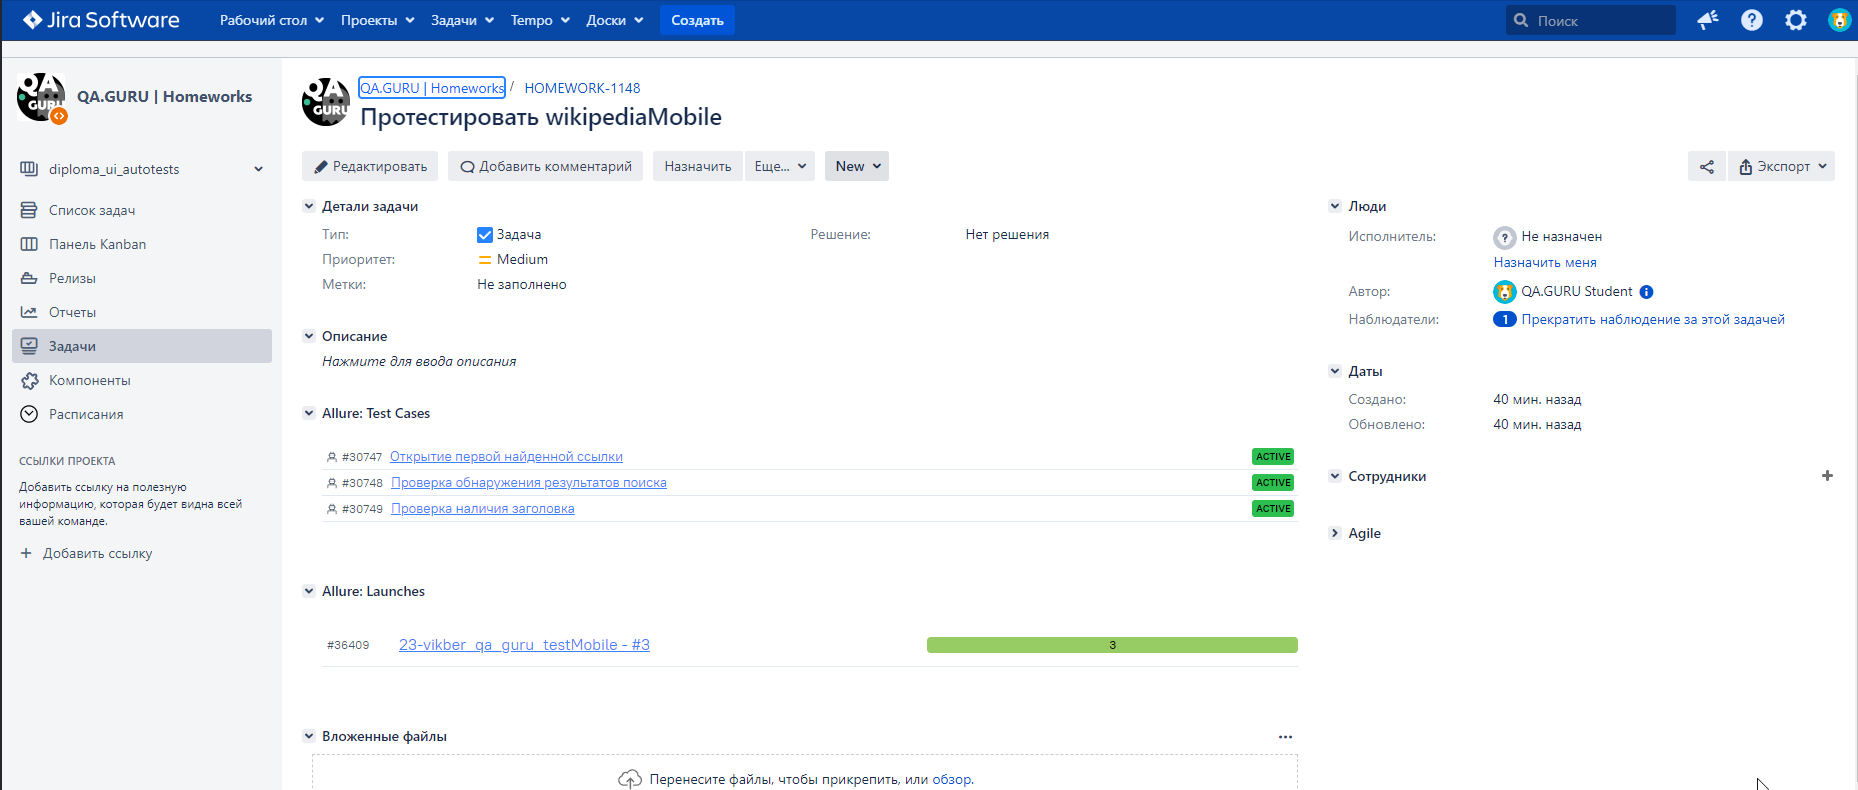 Jira Software Рабочий стол Проекты Задачи Tempo Доски Создать Поиск
QA GURU
QA.GURU | Homeworks
diploma_ui_autotests
Список задач
Панель Kanban
Релизы
Отчеты
Задачи
Компоненты
Расписания
ССЫЛКИ ПРОЕКТА
Добавить ссылку на полезную
информацию, которая будет видна всей
вашей команде.
+ Добавить ссылку
QA GURU
QA.GURU | Homeworks / HOMEWORK-1148
Протестировать wikipediaMobile
Редактировать Добавить комментарий Назначить Еще... New Экспорт
Детали задачи
Тип: Задача Решение: Нет решения
Приоритет: Medium
Метки: Не заполнено
Описание
Нажмите для ввода описания
Allure: Test Cases
#30747 Открытие первой найденной ссылки ACTIVE
#30748 Проверка обнаружения результатов поиска ACTIVE
#30749 Проверка наличия заголовка ACTIVE
Allure: Launches
#36409 23-vikber_qa_guru_testMobile - #3 3
Вложенные файлы ...
Перенесите файлы, чтобы прикрепить, или обзор.
Люди
Исполнитель: Не назначен
Назначить меня
Автор: QA.GURU Student
Наблюдатели: 1 Прекратить наблюдение за этой задачей
Даты
Создано: 40 мин. назад
Обновлено: 40 мин. назад
Сотрудники +
Agile